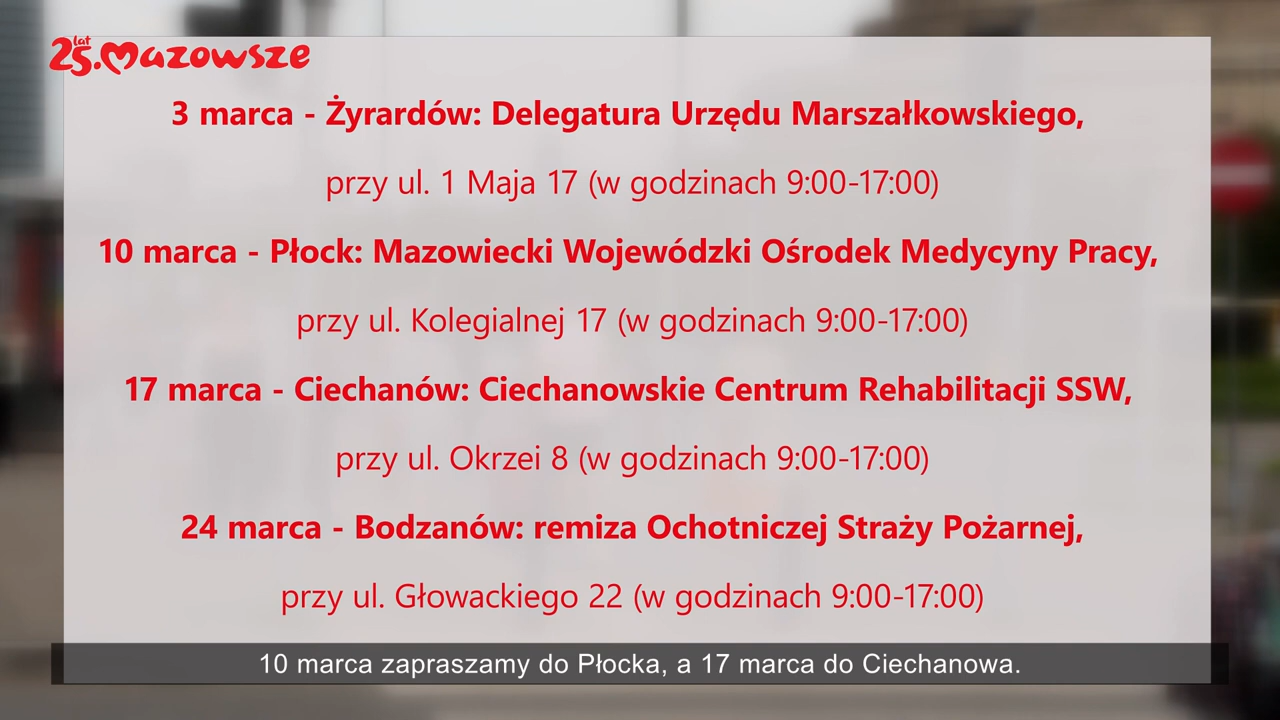 25 lat.Mazowsze
3 marca - Żyrardów: Delegatura Urzędu Marszałkowskiego,
przy ul. 1 Maja 17 (w godzinach 9:00-17:00)
10 marca - Płock: Mazowiecki Wojewódzki Ośrodek Medycyny Pracy,
przy ul. Kolegialnej 17 (w godzinach 9:00-17:00)
17 marca - Ciechanów: Ciechanowskie Centrum Rehabilitacji SSW,
przy ul. Okrzei 8 (w godzinach 9:00-17:00)
24 marca - Bodzanów: remiza Ochotniczej Straży Pożarnej,
przy ul. Głowackiego 22 (w godzinach 9:00-17:00)
10 marca zapraszamy do Płocka, a 17 marca do Ciechanowa.